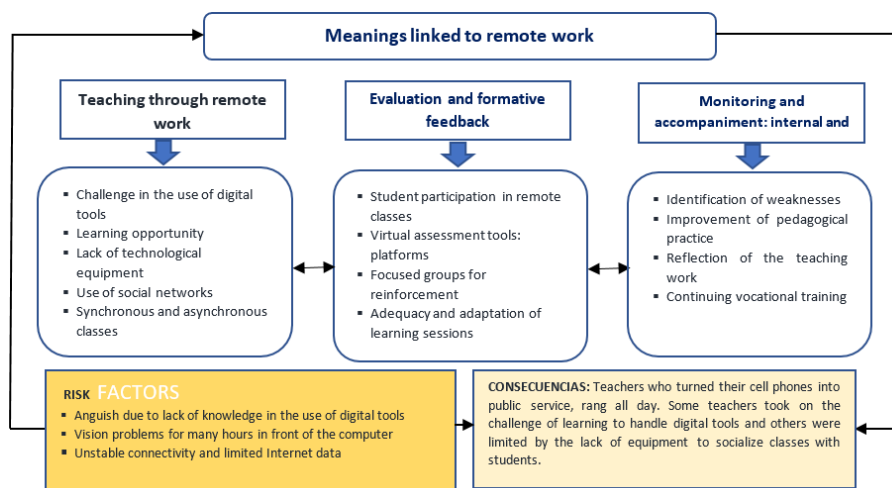 Meanings linked to remote work
Teaching through remote
work
Evaluation and formative
feedback
Monitoring and
accompaniment: internal and
▪ Challenge in the use of digital
tools
▪ Learning opportunity
▪ Lack of technological
equipment
▪ Use of social networks
▪ Synchronous and asynchronous
classes
▪ Student participation in remote
classes
▪ Virtual assessment tools:
platforms
▪ Focused groups for
reinforcement
▪ Adequacy and adaptation of
learning sessions
▪ Identification of weaknesses
▪ Improvement of pedagogical
practice
▪ Reflection of the teaching
work
▪ Continuing vocational training
RISK FACTORS
▪ Anguish due to lack of knowledge in the use of digital tools
▪ Vision problems for many hours in front of the computer
▪ Unstable connectivity and limited Internet data
CONSECUENCIAS: Teachers who turned their cell phones into
public service, rang all day. Some teachers took on the
challenge of learning to handle digital tools and others were
limited by the lack of equipment to socialize classes with
students.